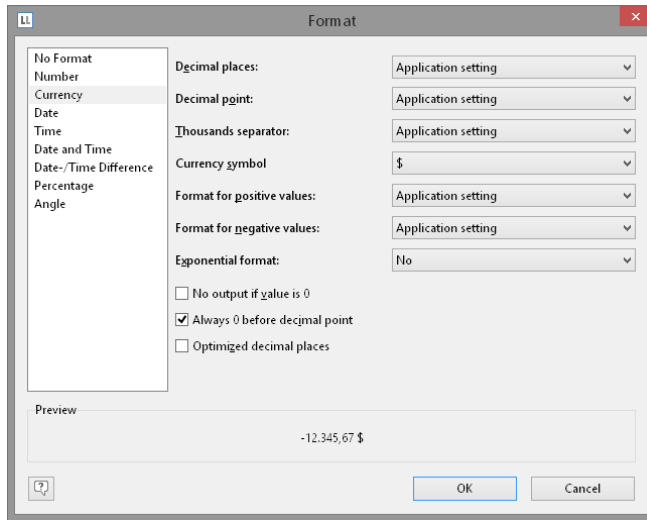 LL
Format
No Format
Number
Currency
Date
Time
Date and Time
Date-/Time Difference
Percentage
Angle
Decimal places: Application setting
Decimal point: Application setting
Thousands separator: Application setting
Currency symbol $
Format for positive values: Application setting
Format for negative values: Application setting
Exponential format: No
No output if value is 0
Always 0 before decimal point
Optimized decimal places
Preview
-12.345,67 $
?
OK Cancel